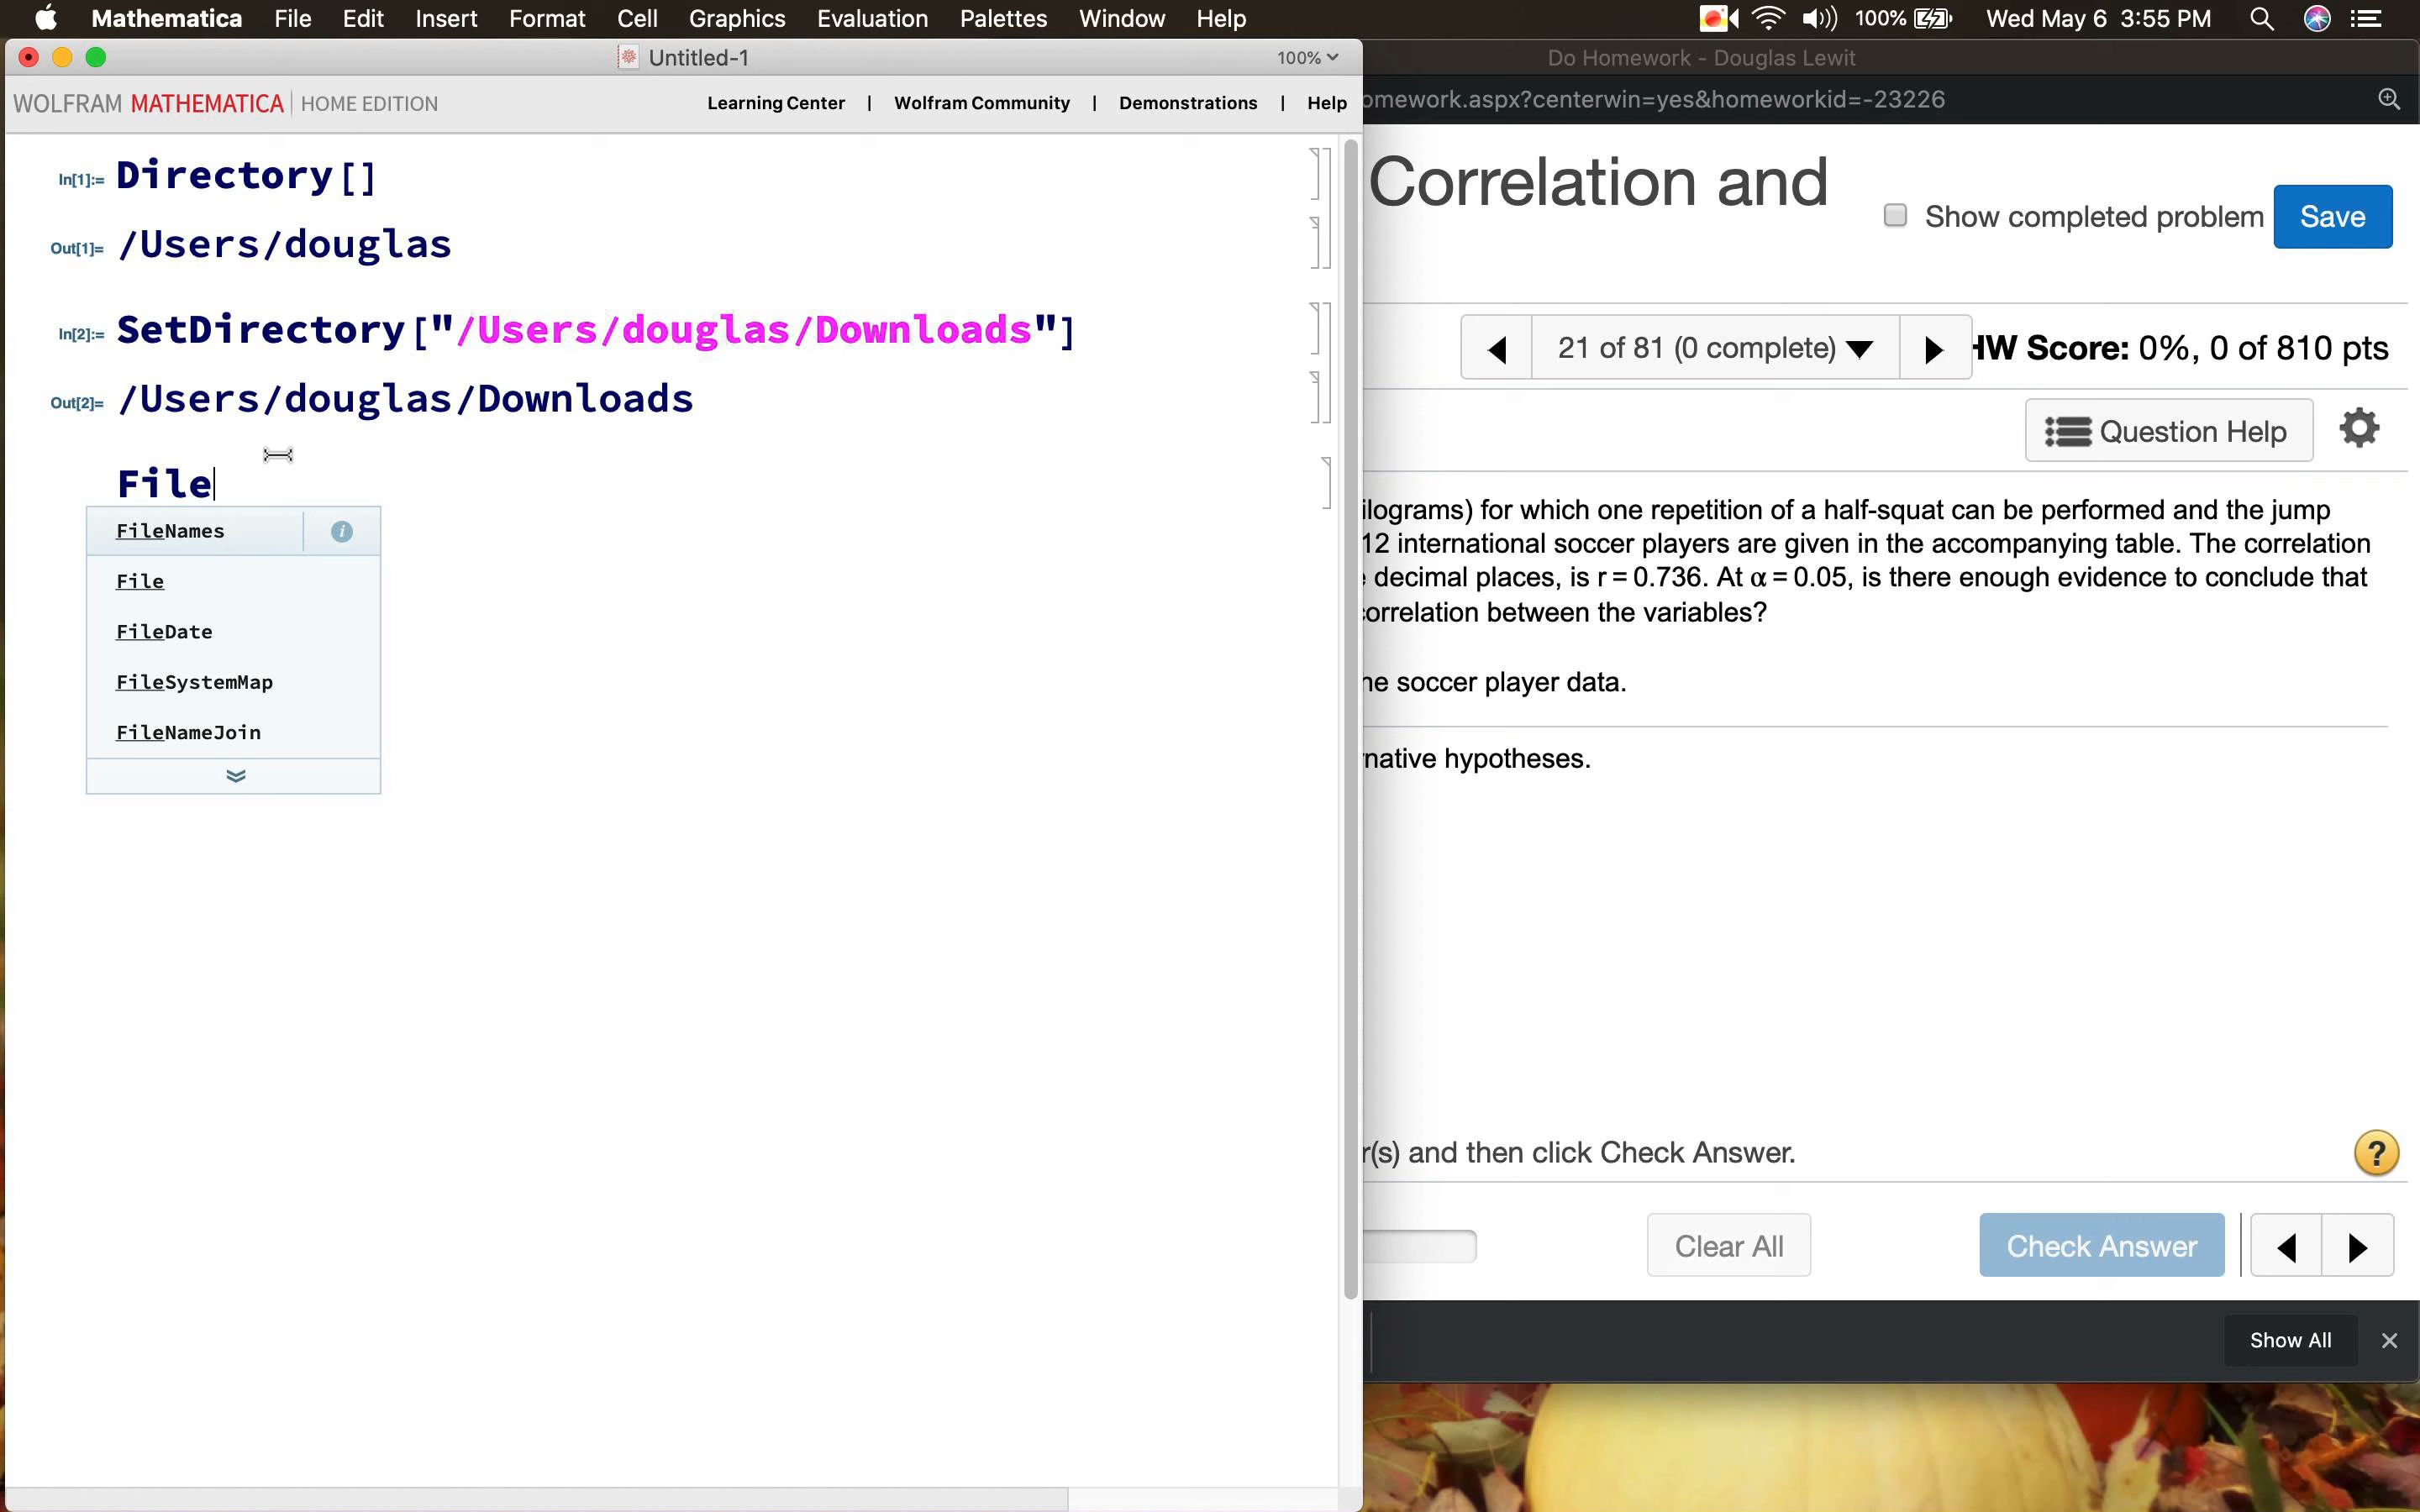 Mathematica File Edit Insert Format Cell Graphics Evaluation Palettes Window Help 100% Wed May 6 3:55 PM
Untitled-1 100%
WOLFRAM MATHEMATICA | HOME EDITION Learning Center | Wolfram Community | Demonstrations | Help
In[1]:= Directory[]
Out[1]= /Users/douglas
In[2]:= SetDirectory["/Users/douglas/Downloads"]
Out[2]= /Users/douglas/Downloads
File
FileNames i
File
FileDate
FileSystemMap
FileNameJoin
Do Homework - Douglas Lewit
omework.aspx?centerwin=yes&homeworkid=-23226
Correlation and
Show completed problem Save
21 of 81 (0 complete) HW Score: 0%, 0 of 810 pts
Question Help
ilograms) for which one repetition of a half-squat can be performed and the jump
12 international soccer players are given in the accompanying table. The correlation
decimal places, is r = 0.736. At α = 0.05, is there enough evidence to conclude that
correlation between the variables?
he soccer player data.
native hypotheses.
r(s) and then click Check Answer. ?
Clear All Check Answer
Show All